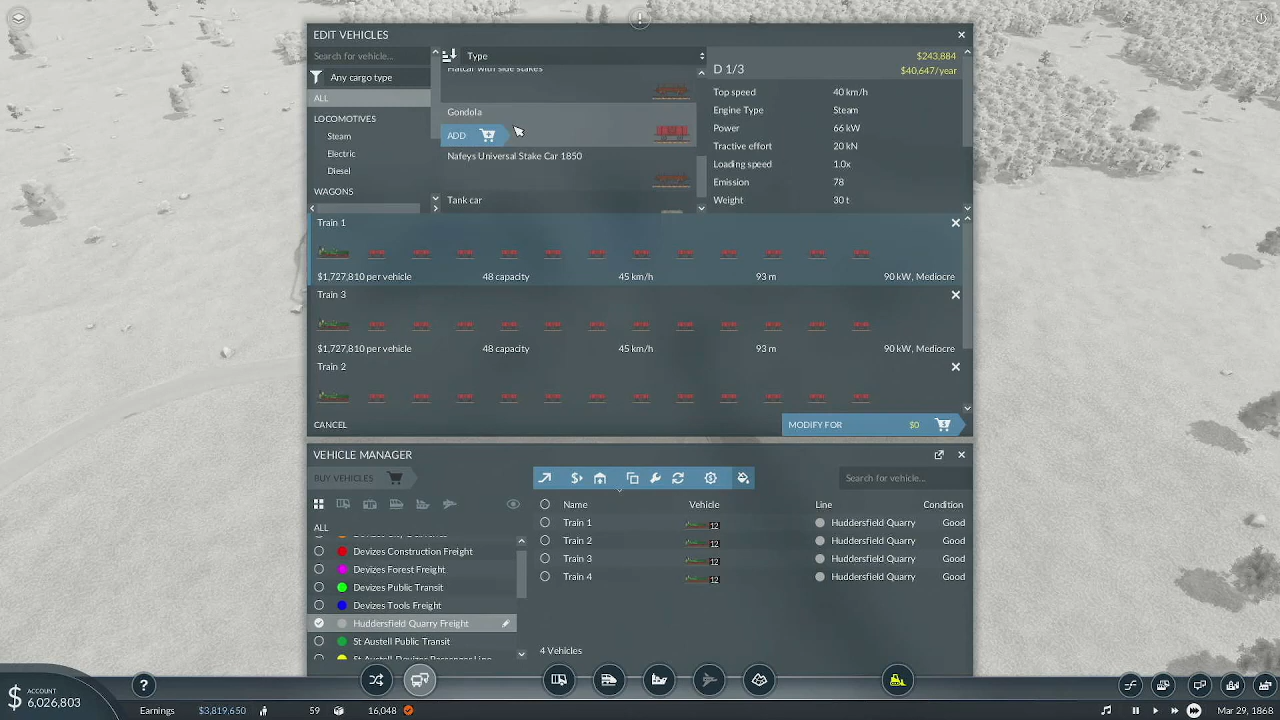 EDIT VEHICLES
Search for vehicle...
Type
Any cargo type
ALL
LOCOMOTIVES
Steam
Electric
Diesel
WAGONS
Flatcar with side stakes
Gondola
ADD
Nafeys Universal Stake Car 1850
Tank car
$243,884
D 1/3
$40,647/year
Top speed 40 km/h
Engine Type Steam
Power 66 kW
Tractive effort 20 kN
Loading speed 1.0x
Emission 78
Weight 30 t
Train 1
$1,727,810 per vehicle 48 capacity 45 km/h 93 m 90 kW, Mediocre
Train 3
$1,727,810 per vehicle 48 capacity 45 km/h 93 m 90 kW, Mediocre
Train 2
CANCEL
MODIFY FOR $0
VEHICLE MANAGER
BUY VEHICLES
Search for vehicle...
ALL
Devizes Construction Freight
Devizes Forest Freight
Devizes Public Transit
Devizes Tools Freight
Huddersfield Quarry Freight
St Austell Public Transit
Name Vehicle Line Condition
Train 1 12 Huddersfield Quarry Good
Train 2 12 Huddersfield Quarry Good
Train 3 12 Huddersfield Quarry Good
Train 4 12 Huddersfield Quarry Good
4 Vehicles
$ ACCOUNT
6,026,803
?
Earnings $3,819,650 59 16,048
Mar 29, 1868